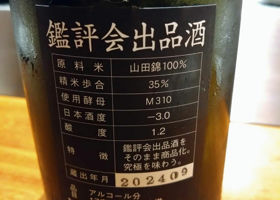 鑑評会出品酒
原料米 山田錦100%
精米歩合 35%
使用酵母 M310
日本酒度 -3.0
酸度 1.2
特徴 鑑評会出品酒を
そのまま商品化。
究極を味わう。
蔵出年月 202409
アルコール分